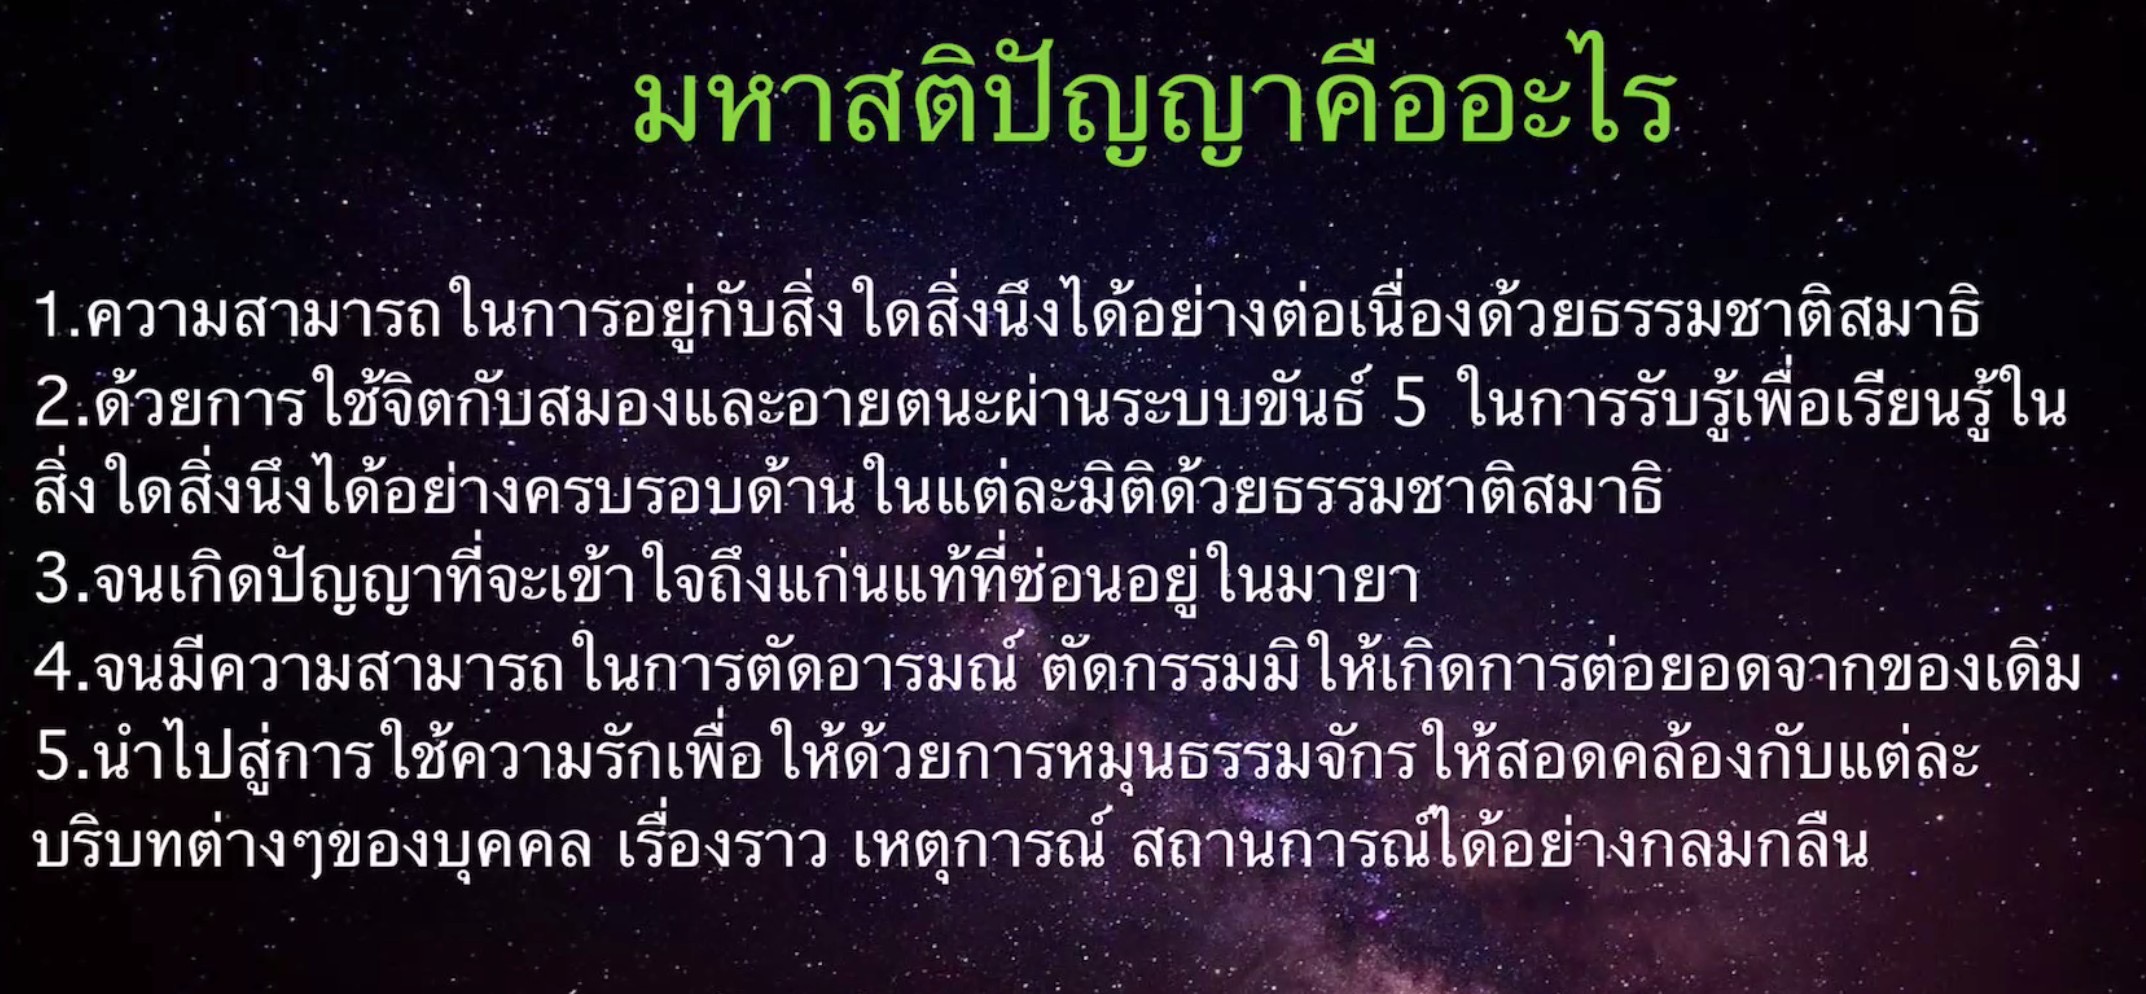 มหาสติปัญญาคืออะไร
1.ความสามารถในการอยู่กับสิ่งใดสิ่งนึงได้อย่างต่อเนื่องด้วยธรรมชาติสมาธิ
2.ด้วยการใช้จิตกับสมองและอายตนะผ่านระบบขันธ์ 5 ในการรับรู้เพื่อเรียนรู้ใน
สิ่งใดสิ่งนึงได้อย่างครบรอบด้านในแต่ละมิติด้วยธรรมชาติสมาธิ
3.จนเกิดปัญญาที่จะเข้าใจถึงแก่นแท้ที่ซ่อนอยู่ในมายา
4.จนมีความสามารถในการตัดอารมณ์ ตัดกรรมมิให้เกิดการต่อยอดจากของเดิม
5.นำไปสู่การใช้ความรักเพื่อให้ด้วยการหมุนธรรมจักรให้สอดคล้องกับแต่ละ
บริบทต่างๆของบุคคล เรื่องราว เหตุการณ์ สถานการณ์ได้อย่างกลมกลืน